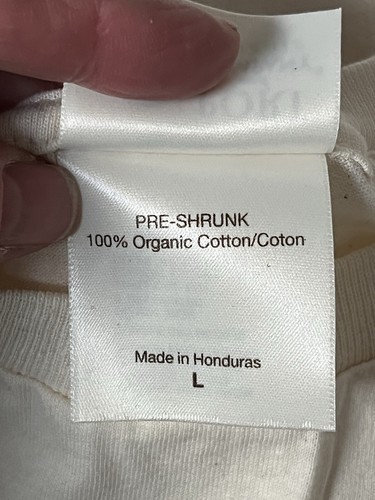 PRE-SHRUNK
100% Organic Cotton/Coton
Made in Honduras
L